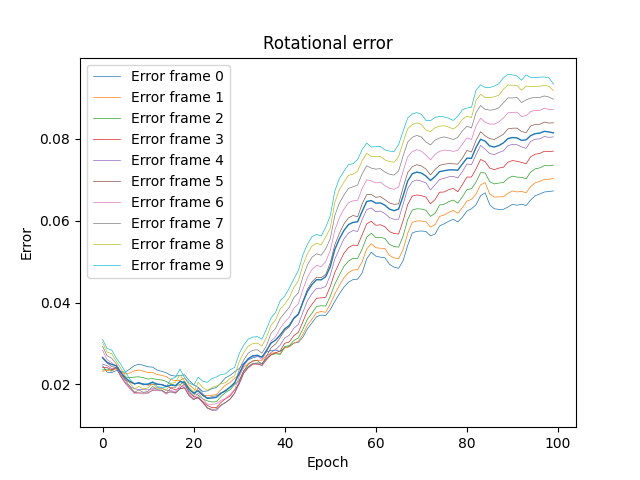 Rotational error
Error frame 0
Error frame 1
Error frame 2
Error frame 3
Error frame 4
Error frame 5
Error frame 6
Error frame 7
Error frame 8
Error frame 9
0.08
0.06
0.04
0.02
Error
0
20
40
60
80
100
Epoch